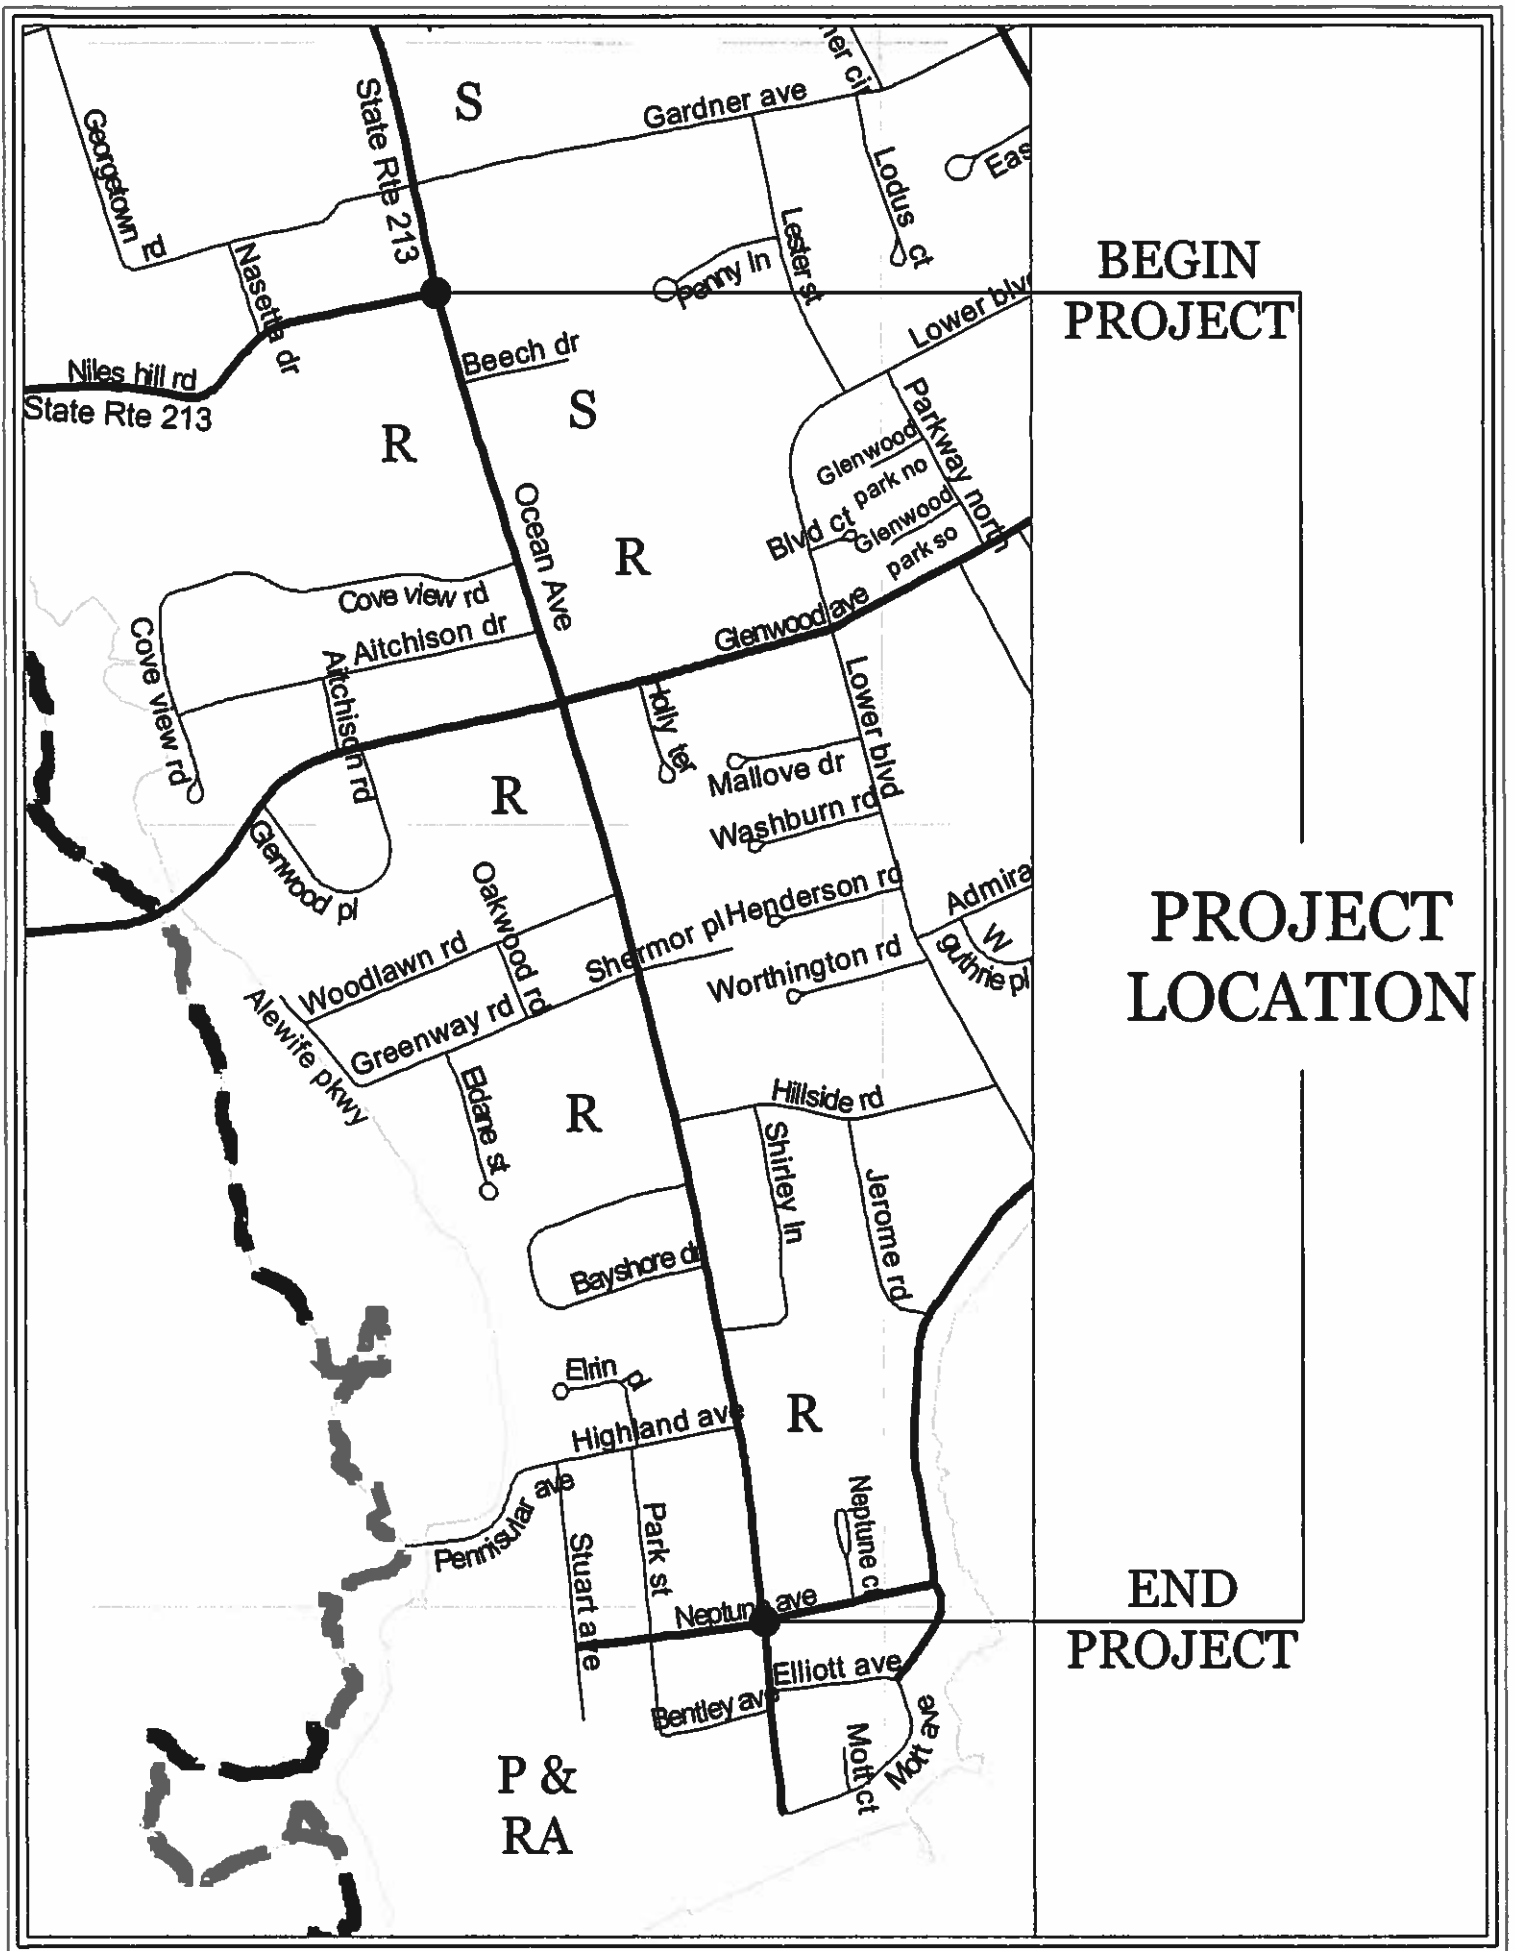 ner cir
S
State Rte 213
Gardner ave
Georgetown rd
Lodus ct
Eas
Lester st
Nasetta dr
Penny ln
BEGIN
PROJECT
Lower blvd
Beech dr
Niles hill rd
State Rte 213
S
R
Parkway north
Glenwood
park no
Glenwood
park so
Blvd ct
Ocean Ave
R
Cove view rd
Aitchison dr
Glenwood ave
Cove view rd
Aitchison rd
Holly ter
Lower blvd
Mallove dr
R
Washburn rd
Glenwood pl
Oakwood rd
Henderson rd
Admira
W
guthrie pl
PROJECT
LOCATION
Shermor pl
Woodlawn rd
Worthington rd
Alewife pkwy
Greenway rd
Eldane st
R
Hillside rd
Shirley ln
Jerome rd
Bayshore dr
Elrin pl
Highland ave
R
Pennisular ave
Neptune ct
Park st
Stuart ave
Neptune ave
END
PROJECT
Elliott ave
Bentley ave
Mott ave
Mott ct
P &
RA